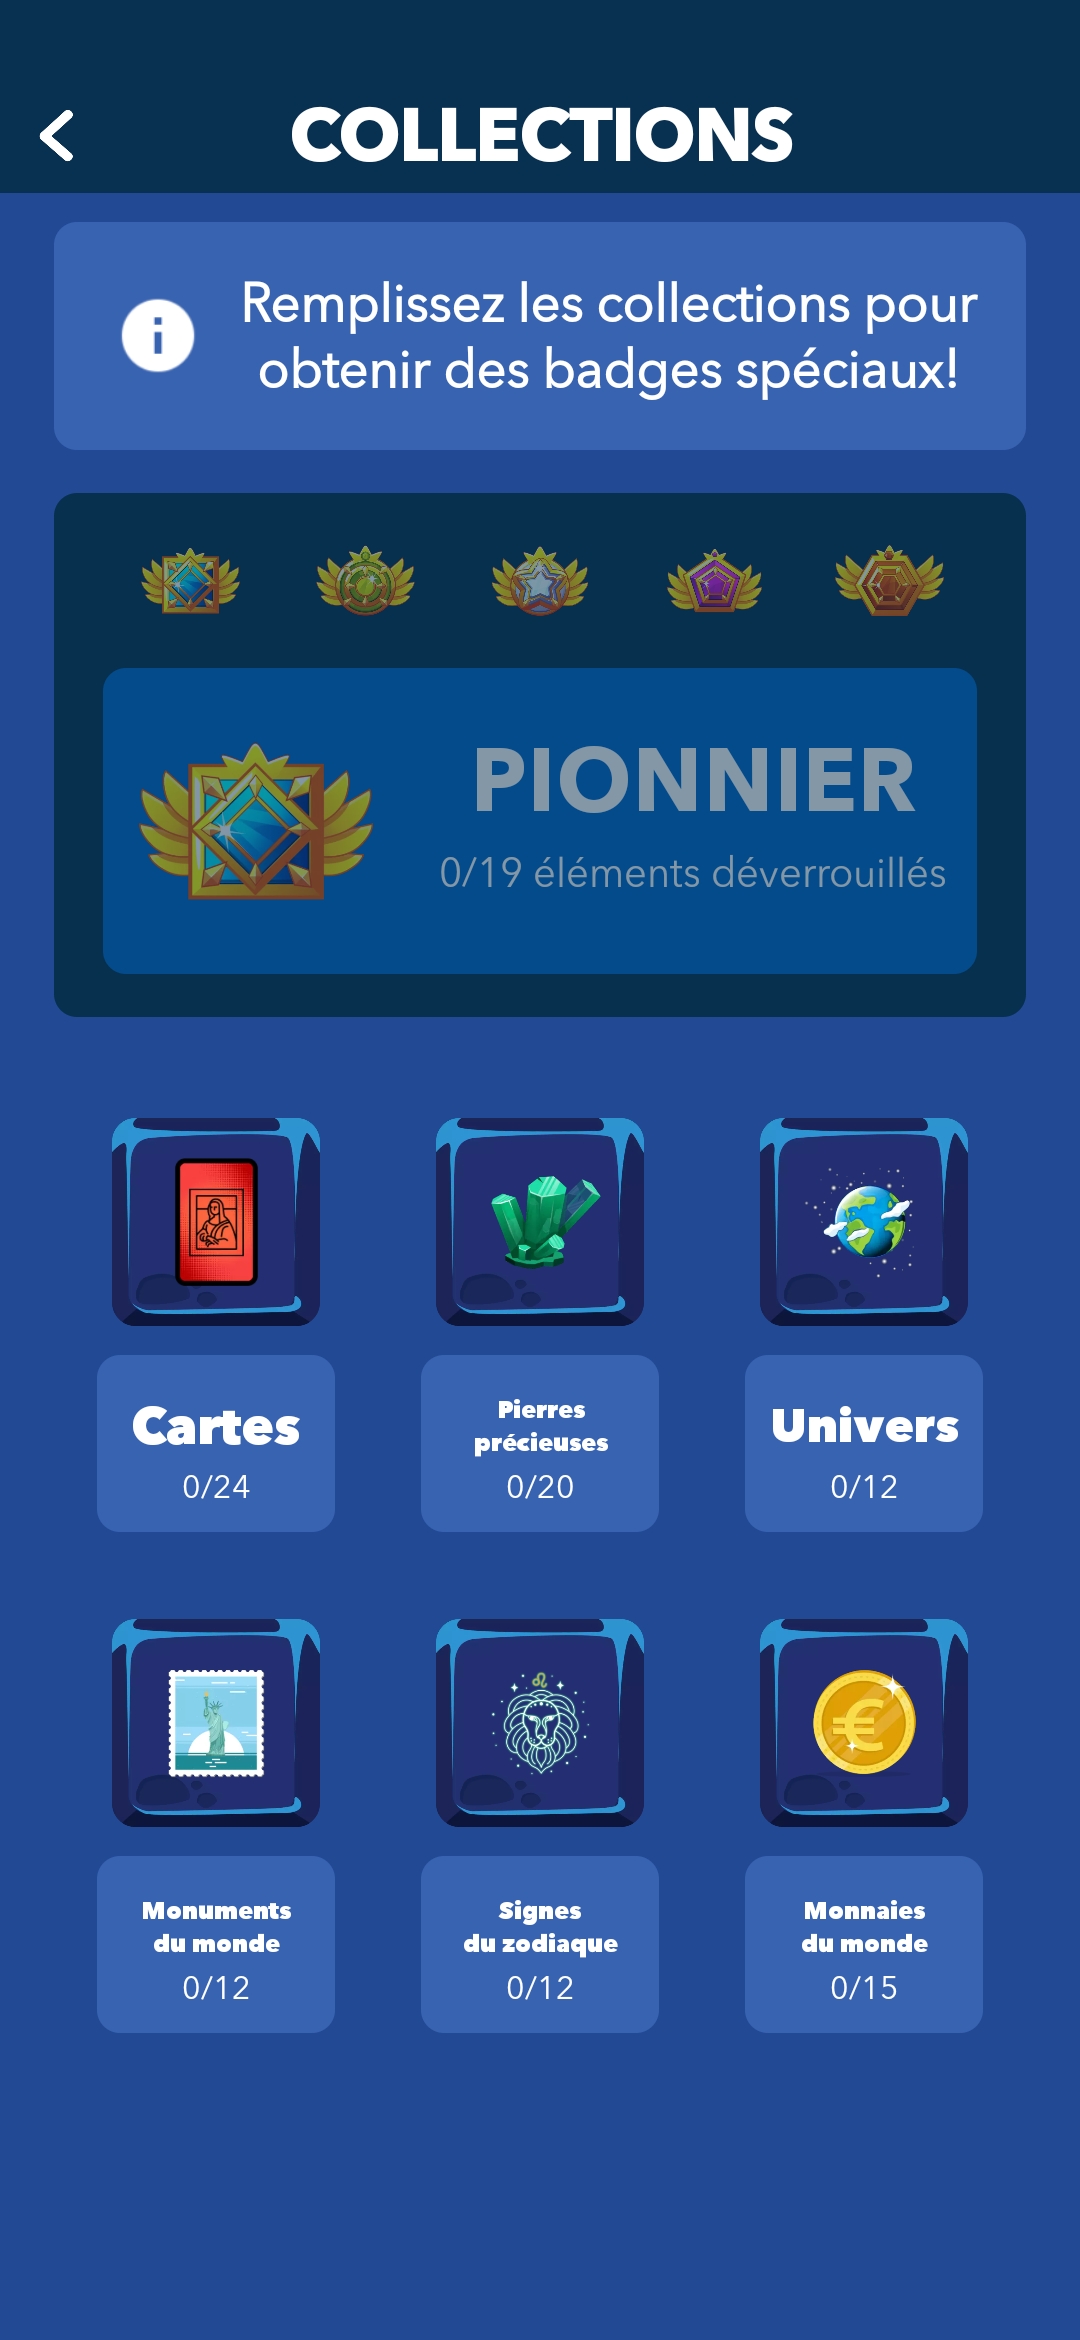 COLLECTIONS
Remplissez les collections pour
obtenir des badges spéciaux!
PIONNIER
0/19 éléments déverrouillés
Cartes
0/24
Pierres
précieuses
0/20
Univers
0/12
Monuments
du monde
0/12
Signes
du zodiaque
0/12
Monnaies
du monde
0/15